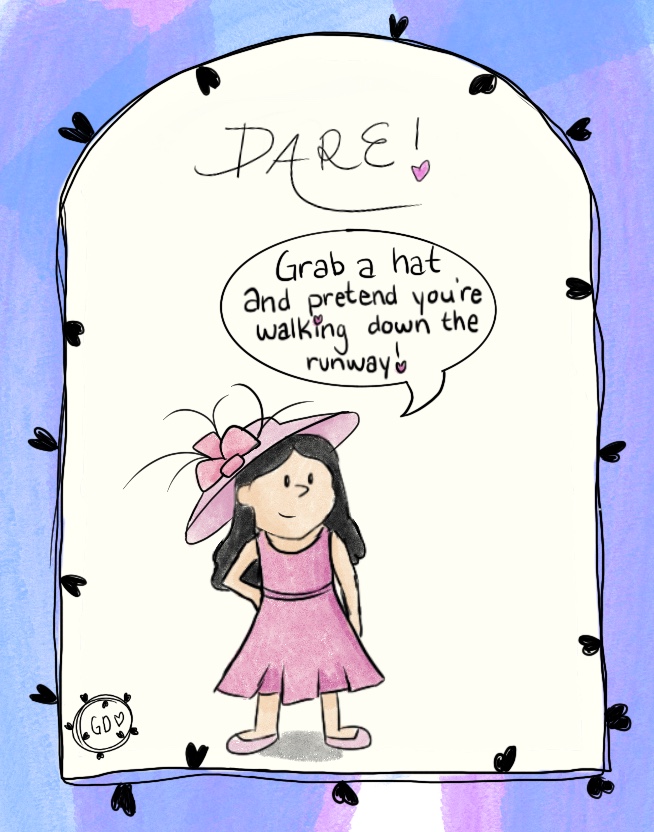 DARE!
Grab a hat
and pretend you're
walking down the
runway!
GD